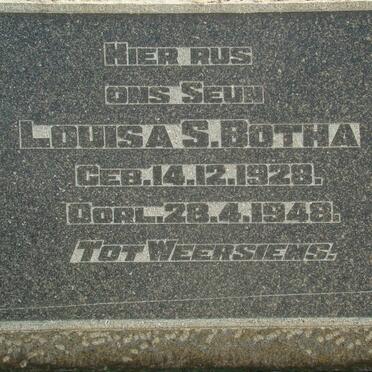 HIER RUS
ONS SEUN
LOUISA S. BOTHA
GEB. 14.12.1928.
OORL. 28.4.1948.
TOT WEERSIENS.